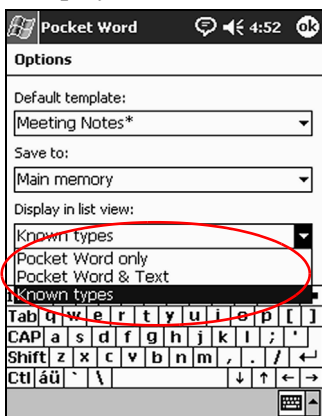 Pocket Word 4:52 ok
Options
Default template:
Meeting Notes*
Save to:
Main memory
Display in list view:
Known types
Pocket Word only
Pocket Word & Text
Known types
Tab q w e r t y u i o p [ ]
CAP a s d f g h j k l ; '
Shift z x c v b n m , . / ↵
Ctl áü ` \ ↓ ↑ ← →